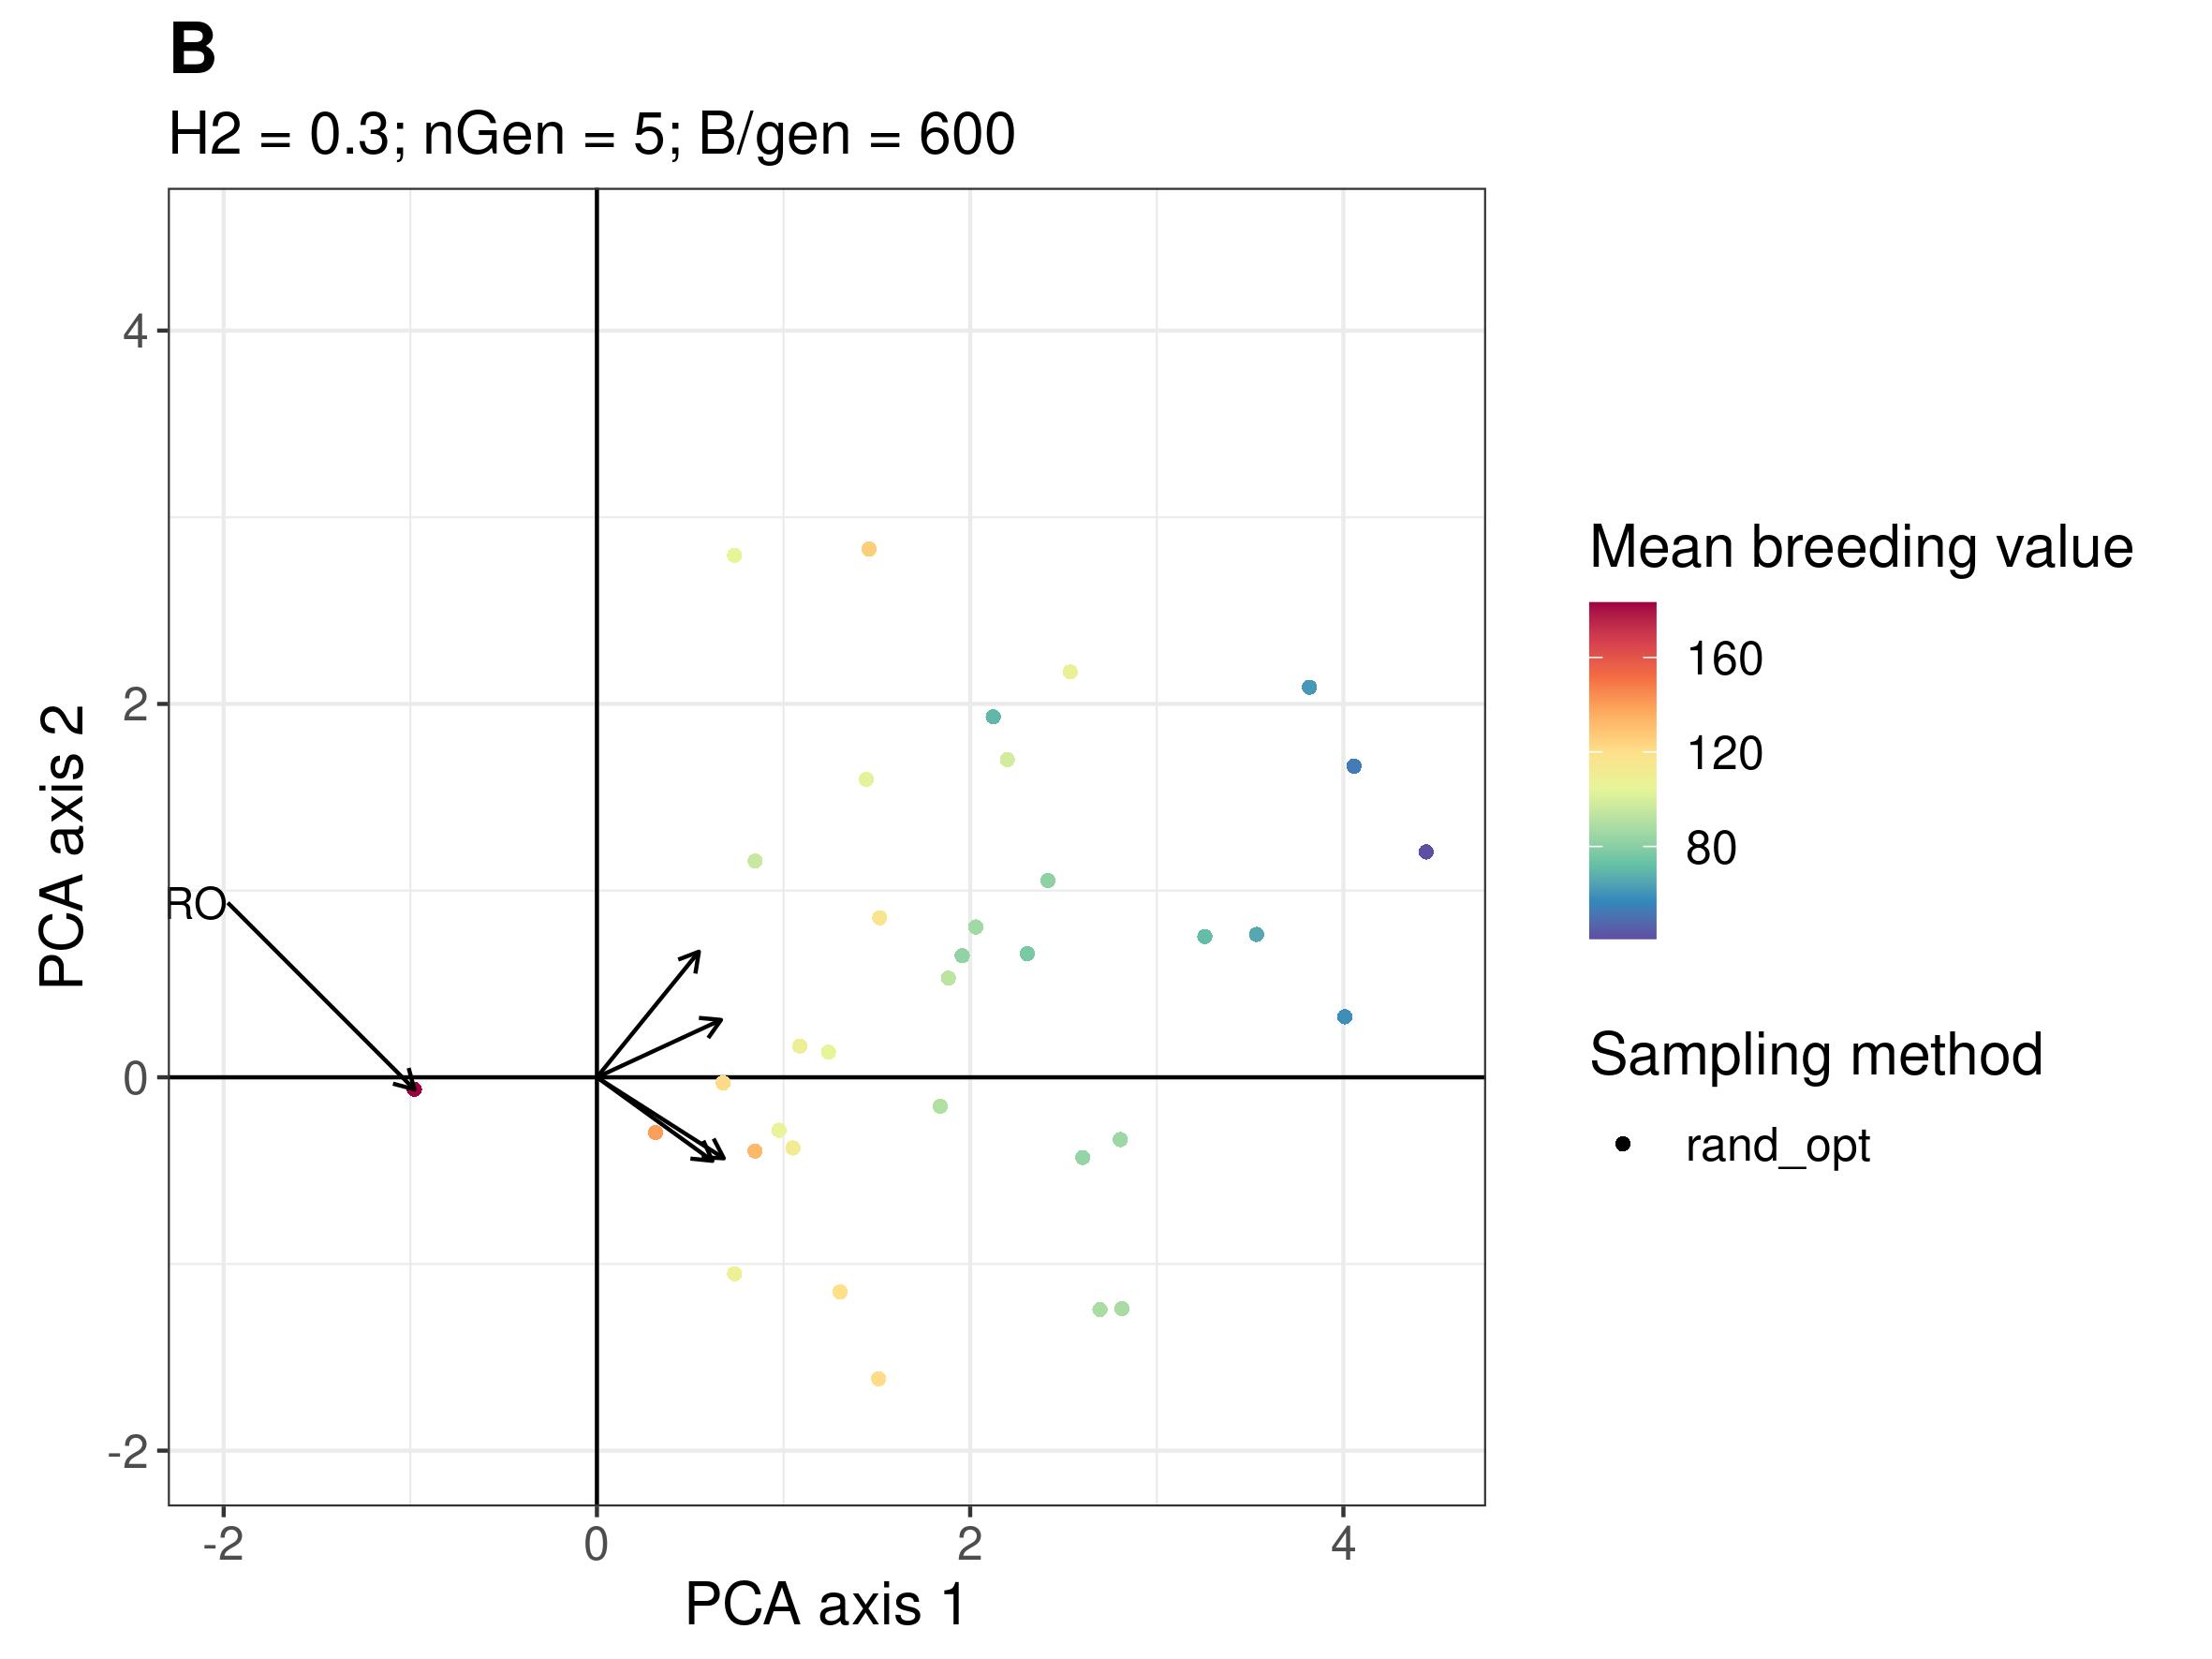 B
H2 = 0.3; nGen = 5; B/gen = 600
4
2
0
-2
PCA axis 2
RO
-2
0
2
4
PCA axis 1
Mean breeding value
160
120
80
Sampling method
rand_opt